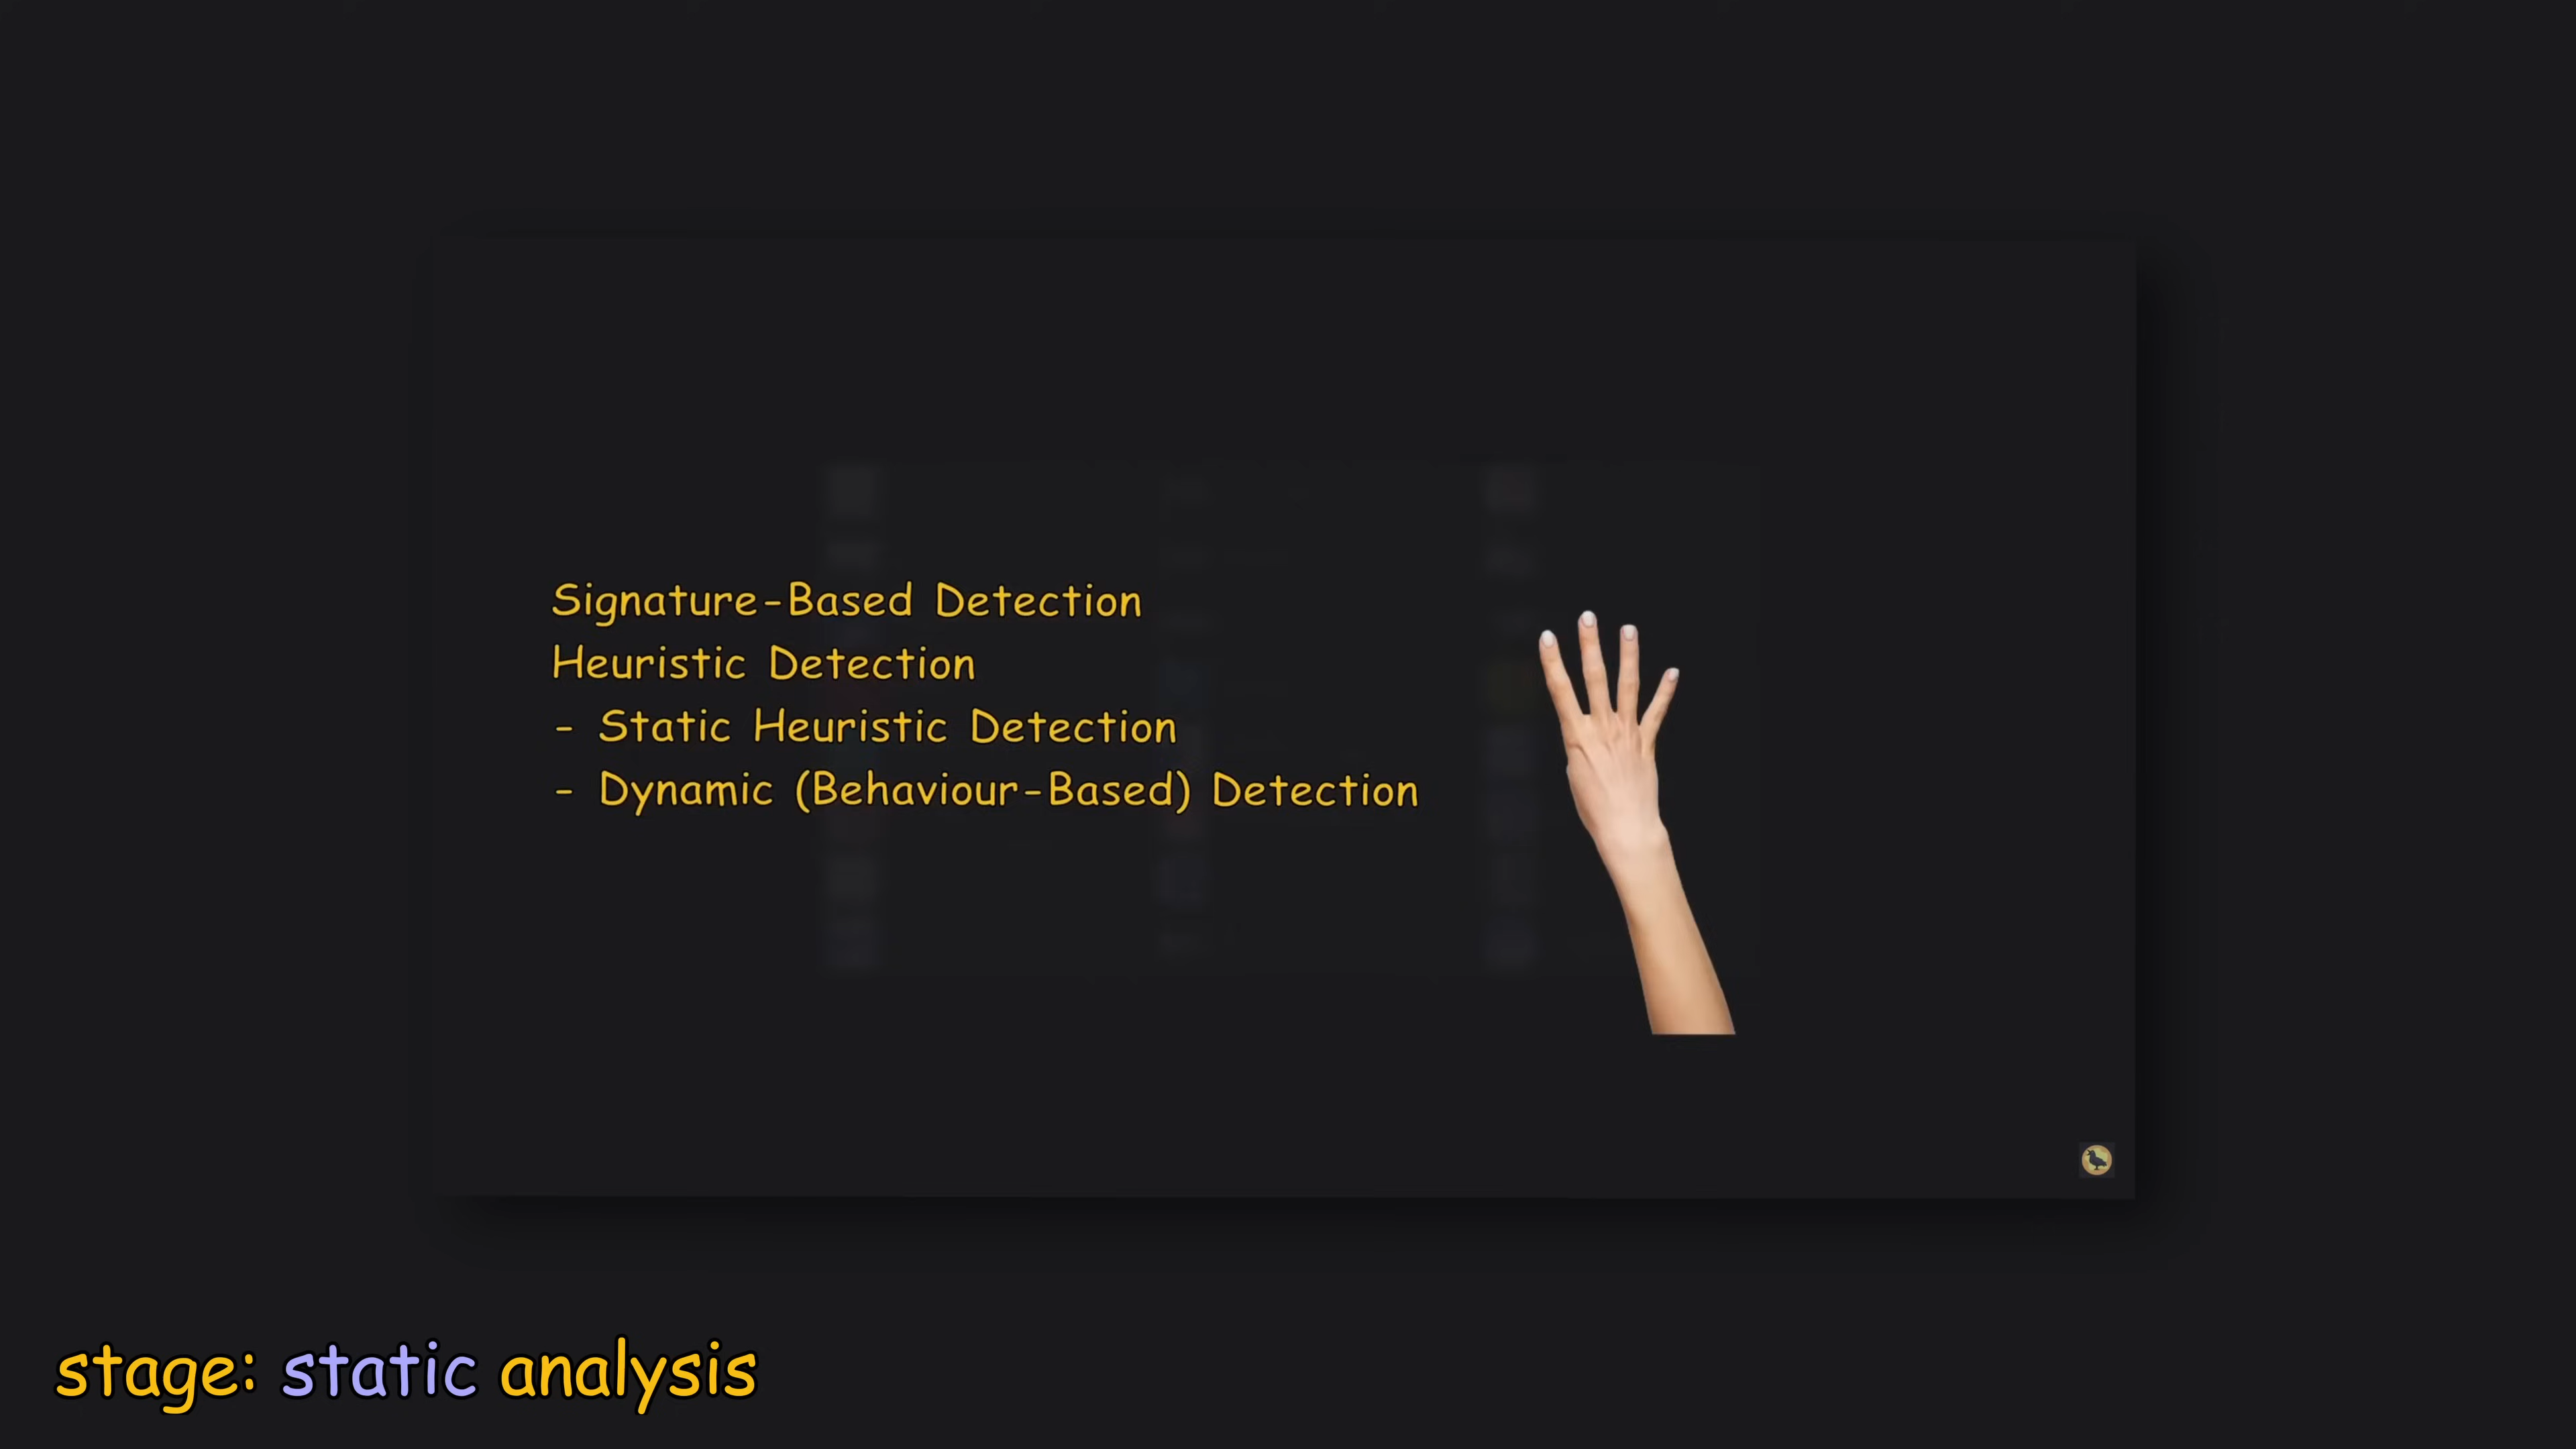 Signature-Based Detection
Heuristic Detection
- Static Heuristic Detection
- Dynamic (Behaviour-Based) Detection
stage: static analysis